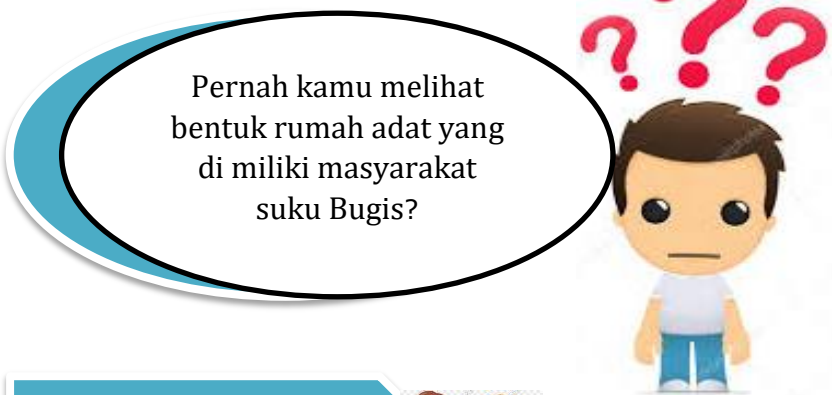 Pernah kamu melihat
bentuk rumah adat yang
di miliki masyarakat
suku Bugis?
???